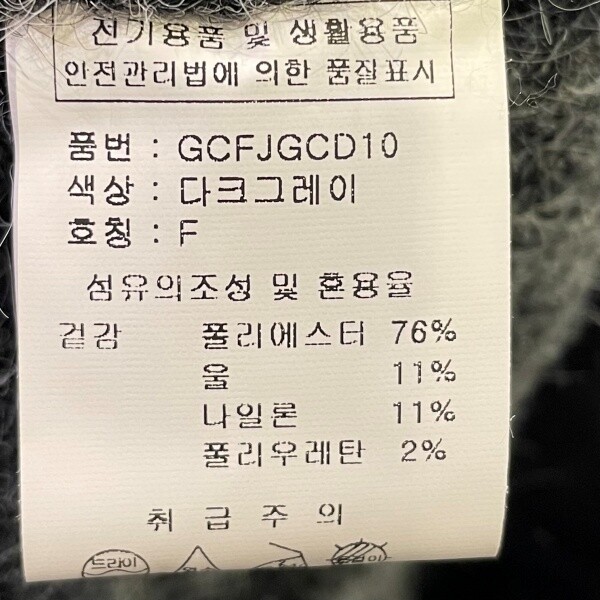 전기용품 및 생활용품
안전관리법에 의한 품질표시
품번 : GCFJGCD10
색상 : 다크그레이
호칭 : F
섬유의조성 및 혼용율
겉감 폴리에스터 76%
울 11%
나일론 11%
폴리우레탄 2%
취급주의
드라이